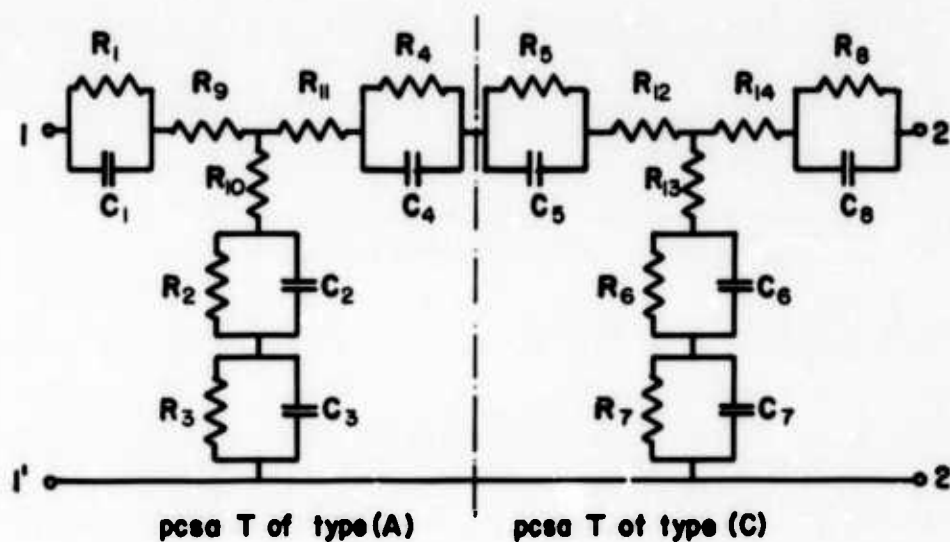 R1 R4 R5 R8
R9 R11 R12 R14
1 2
C1 R10 C4 C5 R13 C8
R2 C2 R6 C6
R3 C3 R7 C7
1' 2
pcsa T of type (A) pcsa T of type (C)